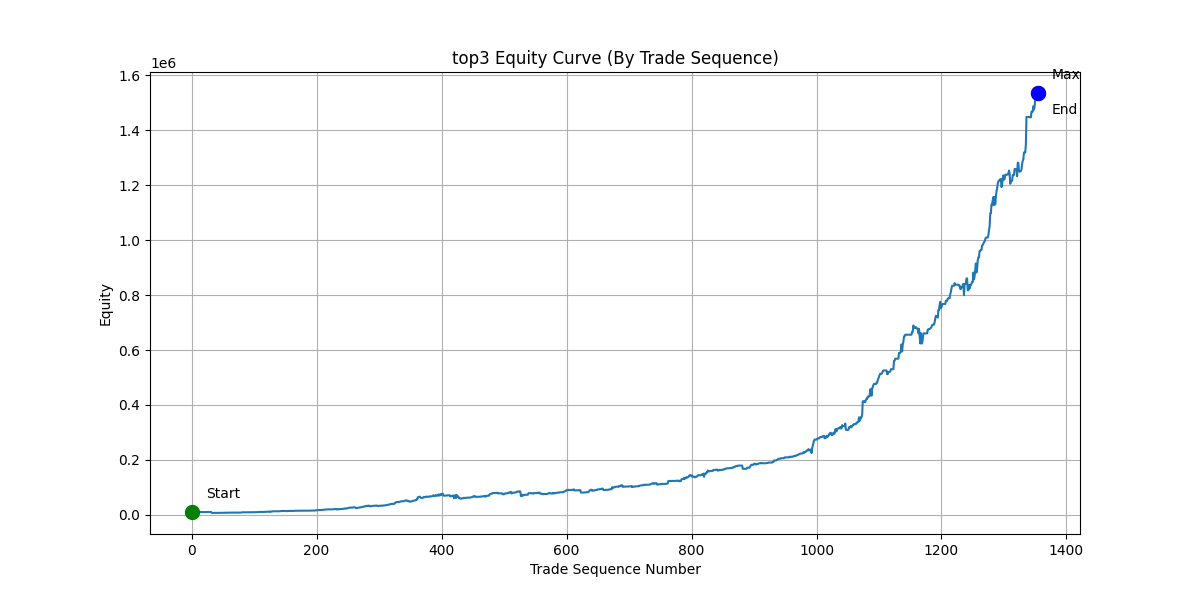 top3 Equity Curve (By Trade Sequence)
1e6
Max
End
Start
1.6
1.4
1.2
1.0
0.8
0.6
0.4
0.2
0.0
Equity
0 200 400 600 800 1000 1200 1400
Trade Sequence Number